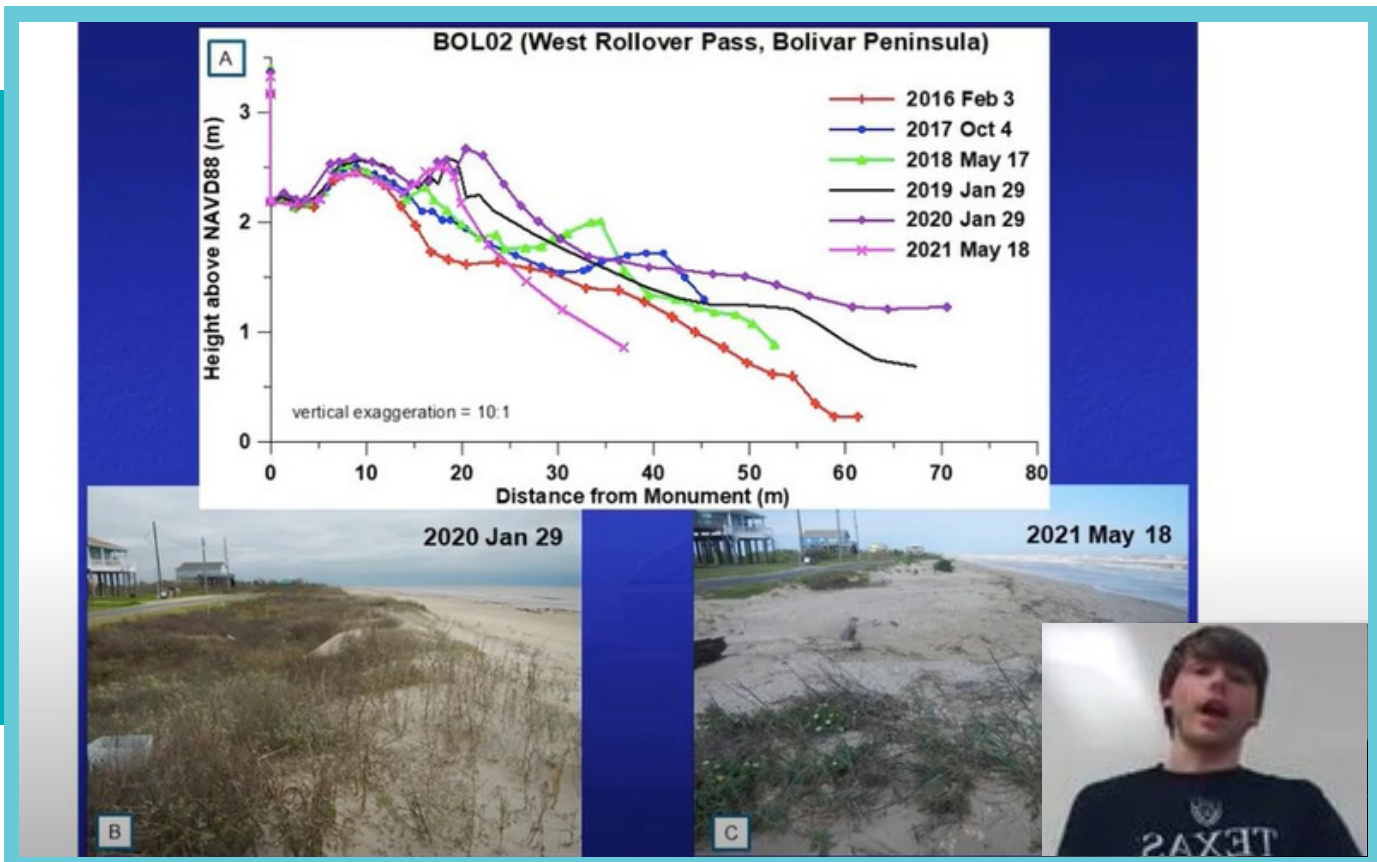 A
BOL02 (West Rollover Pass, Bolivar Peninsula)
Height above NAVD88 (m)
3
2
1
0
2016 Feb 3
2017 Oct 4
2018 May 17
2019 Jan 29
2020 Jan 29
2021 May 18
vertical exaggeration = 10:1
0 10 20 30 40 50 60 70 80
Distance from Monument (m)
2020 Jan 29
2021 May 18
B
C
TEXAS